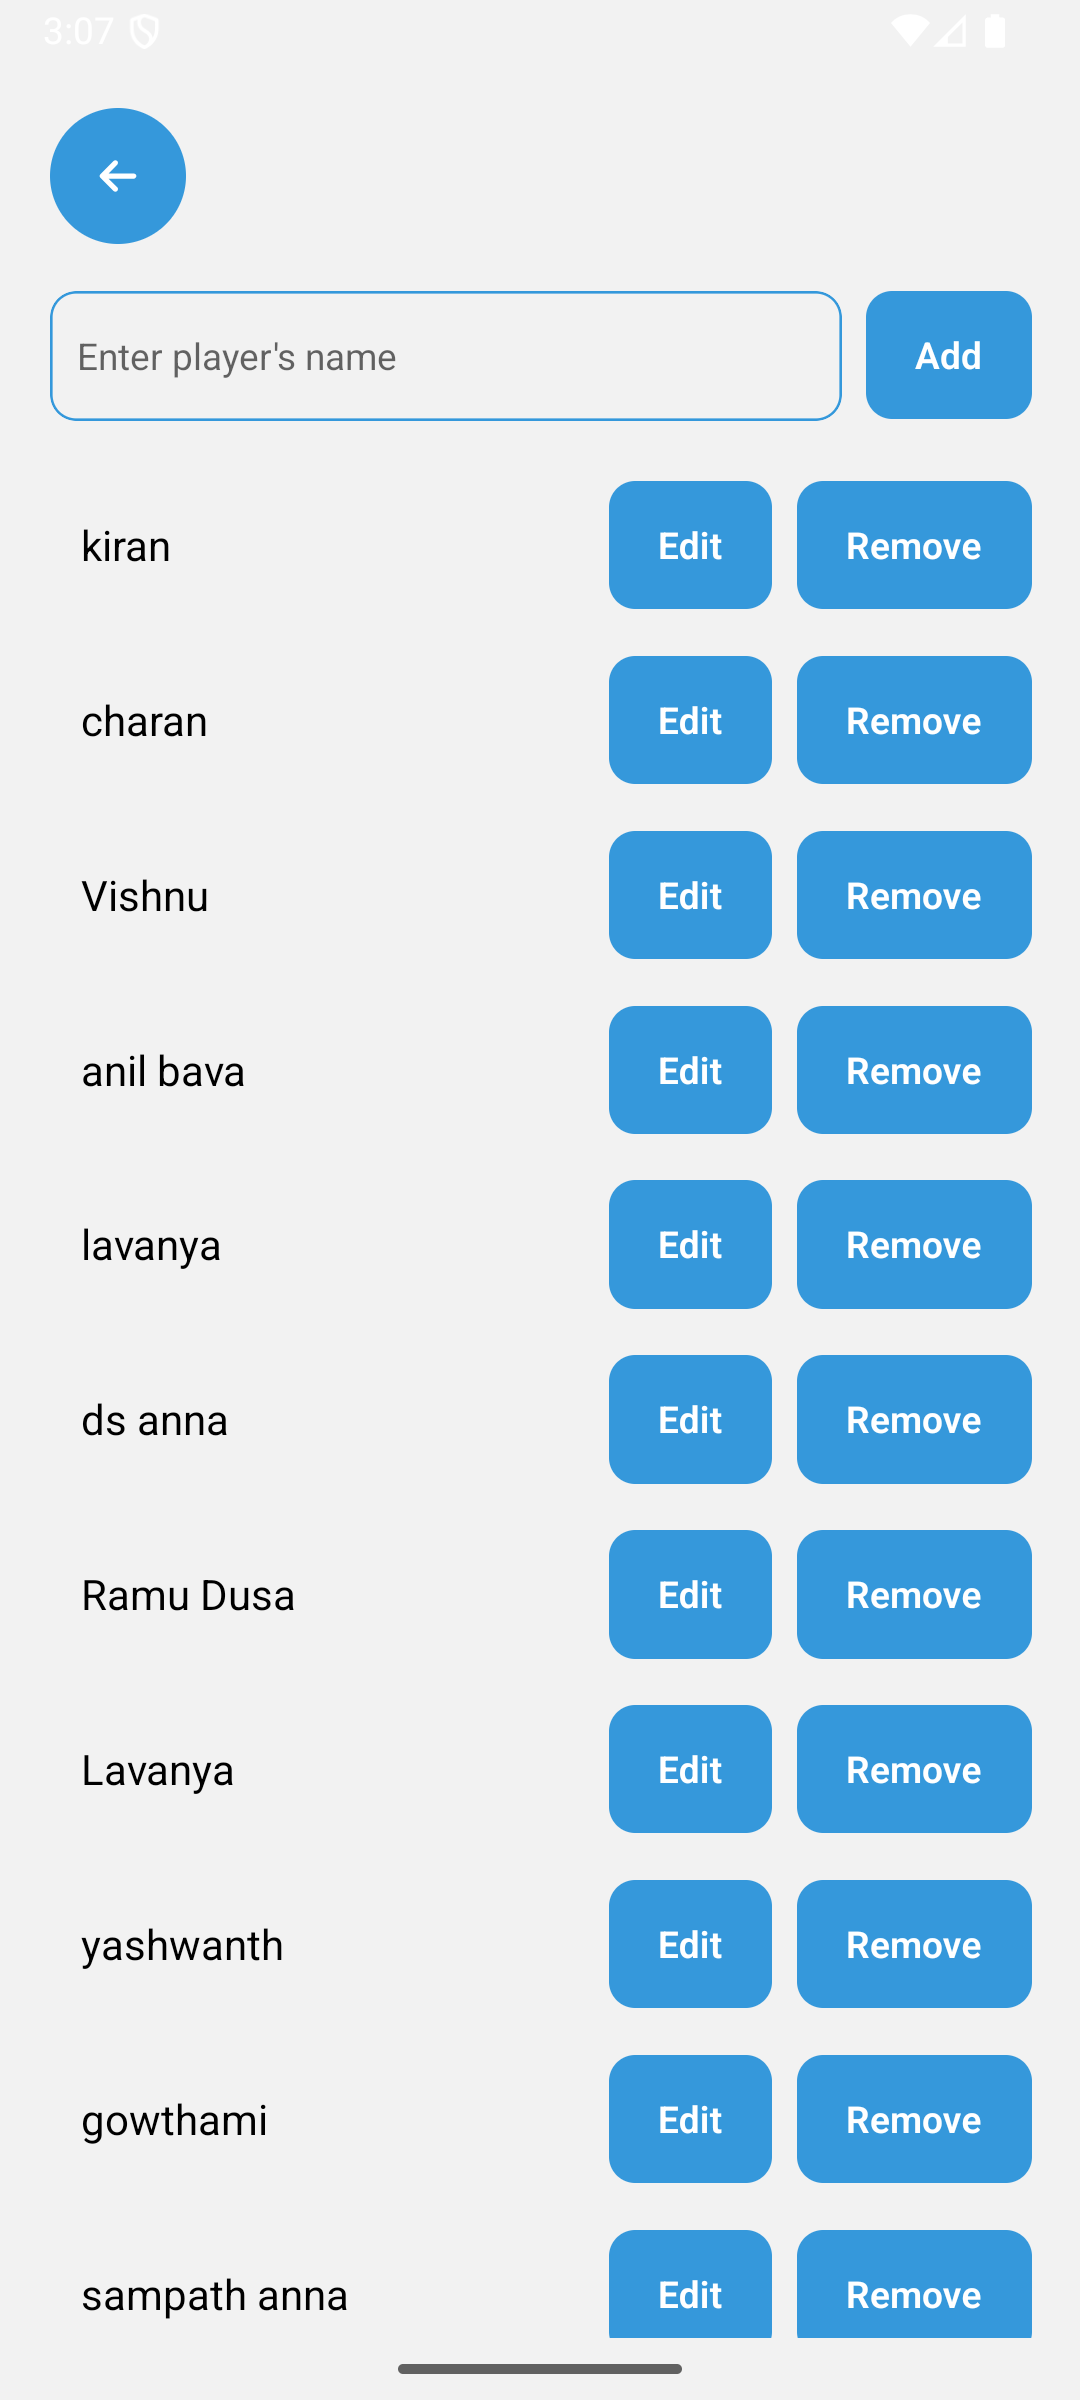 3:07
Enter player's name Add
kiran Edit Remove
charan Edit Remove
Vishnu Edit Remove
anil bava Edit Remove
lavanya Edit Remove
ds anna Edit Remove
Ramu Dusa Edit Remove
Lavanya Edit Remove
yashwanth Edit Remove
gowthami Edit Remove
sampath anna Edit Remove